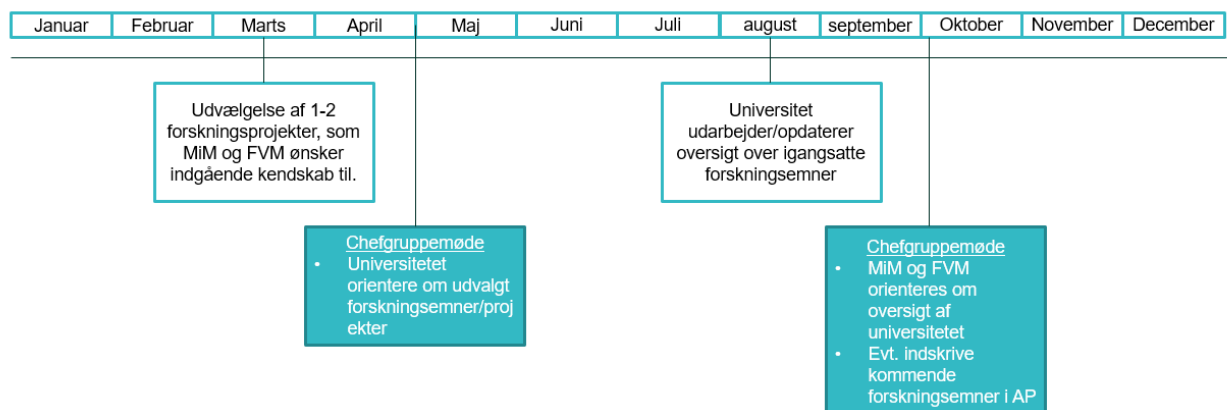 Januar Februar Marts April Maj Juni Juli august september Oktober November December
Udvælgelse af 1-2
forskningsprojekter, som
MiM og FVM ønsker
indgående kendskab til.
Universitet
udarbejder/opdaterer
oversigt over igangsatte
forskningsemner
Chefgruppemøde
• Universitetet
orientere om udvalgt
forskningsemner/proj
ekter
Chefgruppemøde
• MiM og FVM
orienteres om
oversigt af
universitetet
• Evt. indskrive
kommende
forskningsemner i AP